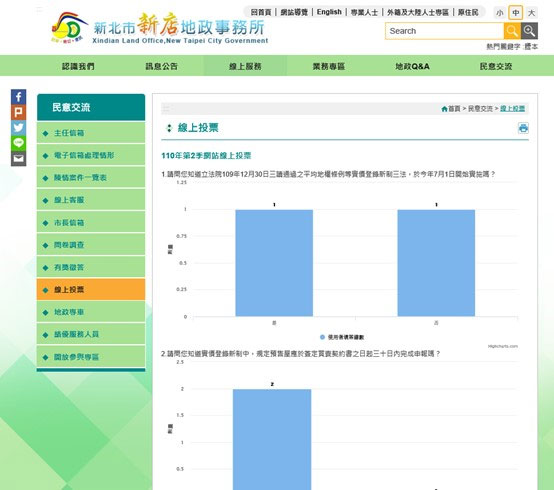 新北市新店地政事務所
Xindian Land Office,New Taipei City Government
回首頁 | 網站導覽 | English | 專業人士 | 外籍及大陸人士專區 | 原住民
小 中 大
Search
熱門關鍵字:謄本
認識我們 訊息公告 線上服務 業務專區 地政Q&A 民意交流
民意交流
主任信箱
電子信箱處理情形
陳情案件一覽表
線上客服
市長信箱
問卷調查
有獎徵答
線上投票
地政專車
績優服務人員
開放參與專區
首頁 > 民意交流 > 線上投票
線上投票
110年第2季網站線上投票
1.請問您知道立法院109年12月30日三讀通過之平均地權條例等實價登錄新制三法，於今年7月1日開始實施嗎？
1.25
1
0.75
0.5
0.25
0
數量
1
1
是
否
使用者填答總數
Highcharts.com
2.請問您知道實價登錄新制中，規定預售屋應於簽定買賣契約書之日起三十日內完成申報嗎？
2.5
2
1.5
1
0.5
數量
2